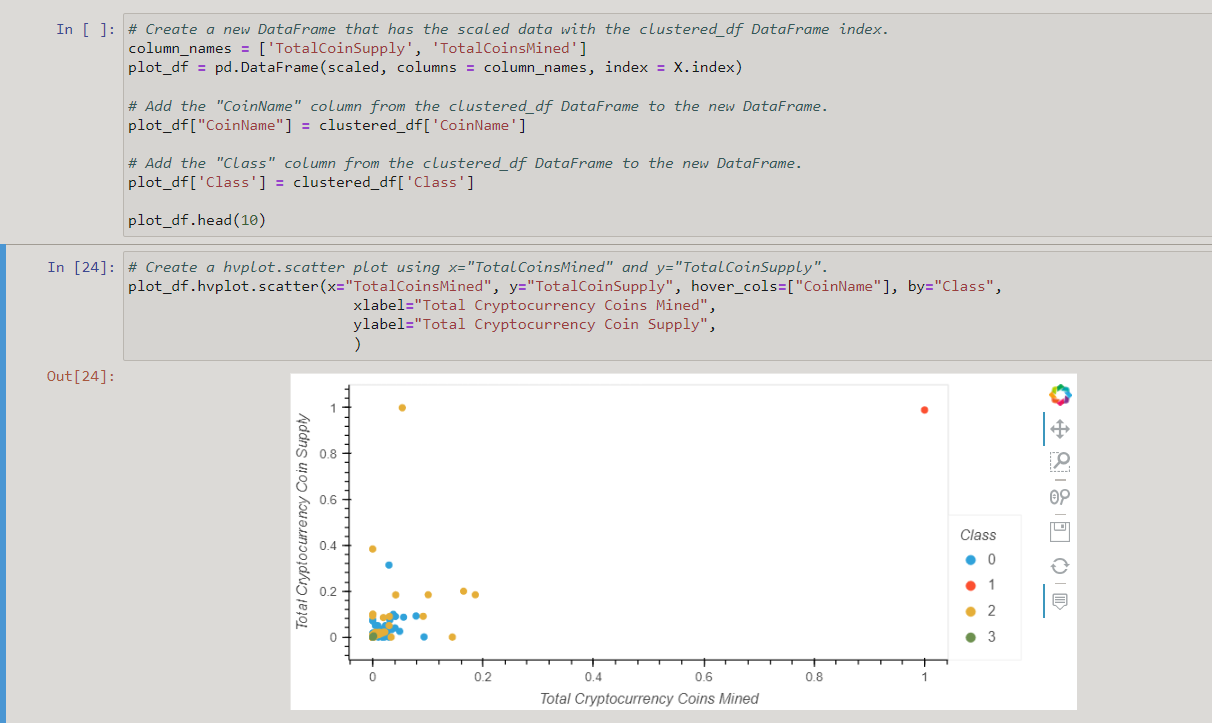 In [ ]: # Create a new DataFrame that has the scaled data with the clustered_df DataFrame index.
column_names = ['TotalCoinSupply', 'TotalCoinsMined']
plot_df = pd.DataFrame(scaled, columns = column_names, index = X.index)
# Add the "CoinName" column from the clustered_df DataFrame to the new DataFrame.
plot_df["CoinName"] = clustered_df['CoinName']
# Add the "Class" column from the clustered_df DataFrame to the new DataFrame.
plot_df['Class'] = clustered_df['Class']
plot_df.head(10)
In [24]: # Create a hvplot.scatter plot using x="TotalCoinsMined" and y="TotalCoinSupply".
plot_df.hvplot.scatter(x="TotalCoinsMined", y="TotalCoinSupply", hover_cols=["CoinName"], by="Class",
xlabel="Total Cryptocurrency Coins Mined",
ylabel="Total Cryptocurrency Coin Supply",
)
Out[24]:
Total Cryptocurrency Coin Supply
1
0.8
0.6
0.4
0.2
0
0 0.2 0.4 0.6 0.8 1
Total Cryptocurrency Coins Mined
Class
0
1
2
3